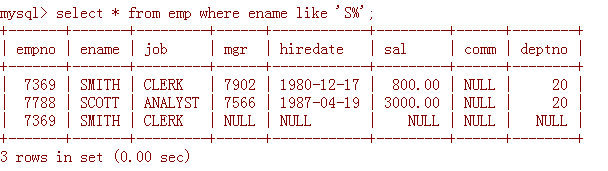 mysql> select * from emp where ename like 'S%';
+-------+-------+---------+------+------------+---------+------+--------+
| empno | ename | job     | mgr  | hiredate   | sal     | comm | deptno |
+-------+-------+---------+------+------------+---------+------+--------+
|  7369 | SMITH | CLERK   | 7902 | 1980-12-17 |  800.00 | NULL |     20 |
|  7788 | SCOTT | ANALYST | 7566 | 1987-04-19 | 3000.00 | NULL |     20 |
|  7369 | SMITH | CLERK   | NULL | NULL       |    NULL | NULL |   NULL |
+-------+-------+---------+------+------------+---------+------+--------+
3 rows in set (0.00 sec)